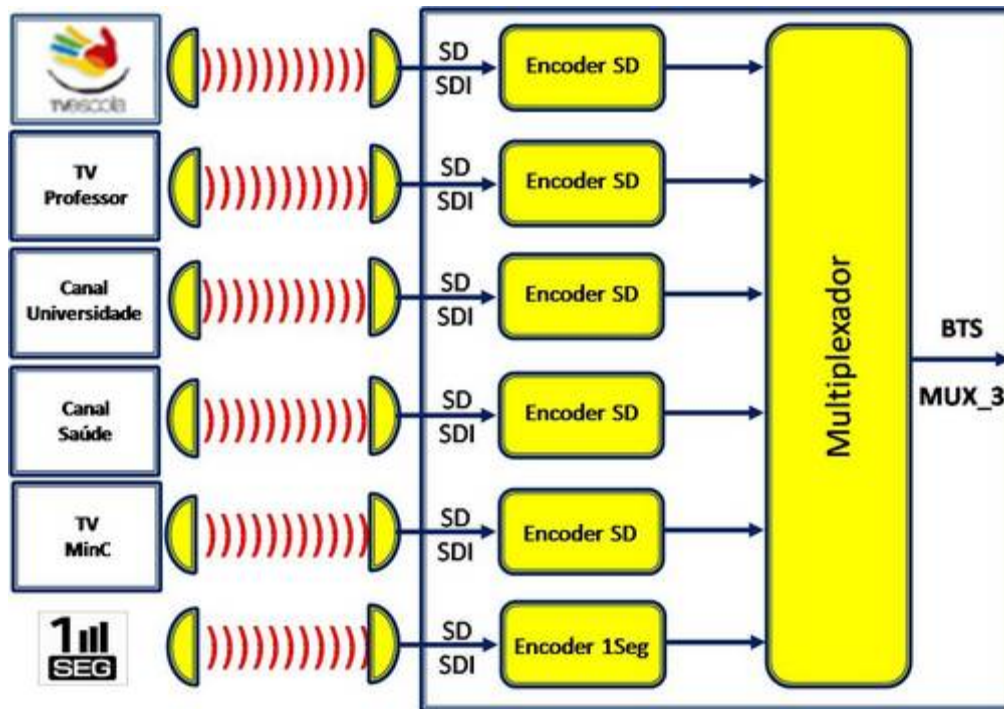 TVescola
SD
SDI
Encoder SD
TV
Professor
SD
SDI
Encoder SD
Canal
Universidade
SD
SDI
Encoder SD
Canal
Saúde
SD
SDI
Encoder SD
TV
MinC
SD
SDI
Encoder SD
1
SEG
SD
SDI
Encoder 1Seg
Multiplexador
BTS
MUX_3